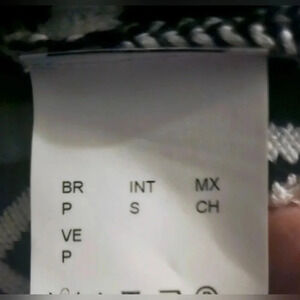 BR INT MX
P S CH
VE
P